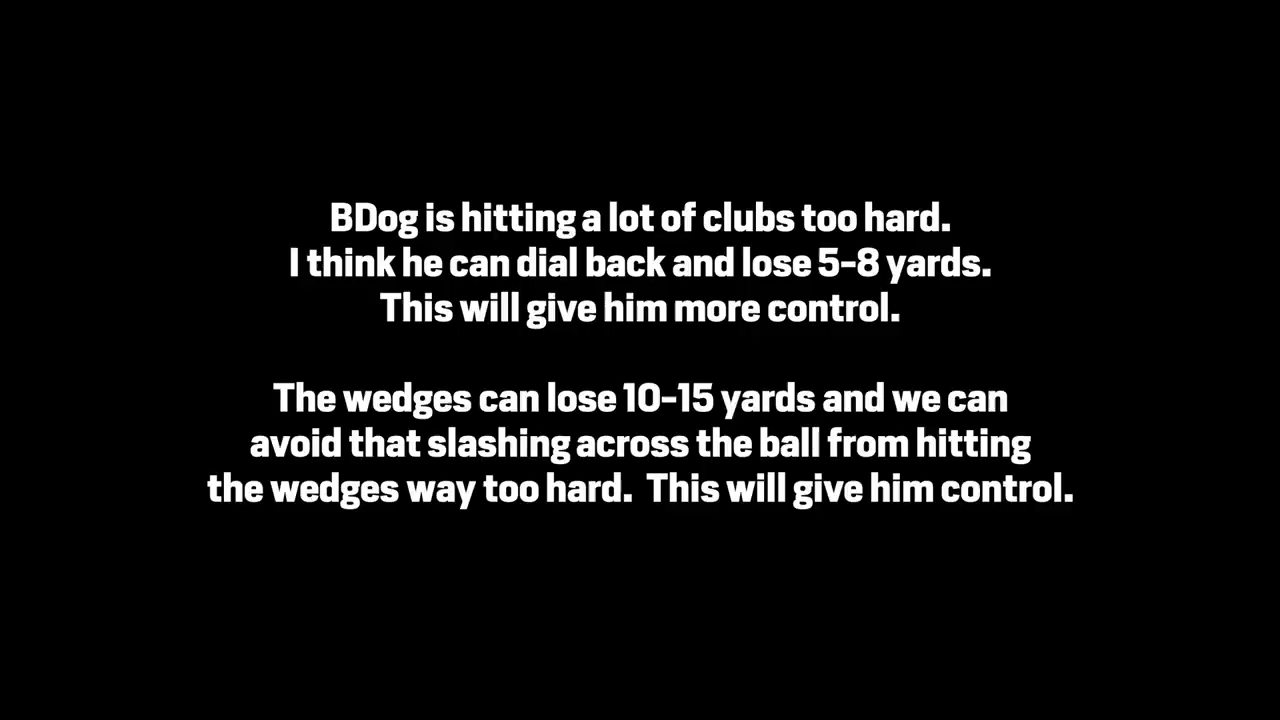 BDog is hitting a lot of clubs too hard.
I think he can dial back and lose 5-8 yards.
This will give him more control.
The wedges can lose 10-15 yards and we can
avoid that slashing across the ball from hitting
the wedges way too hard.  This will give him control.